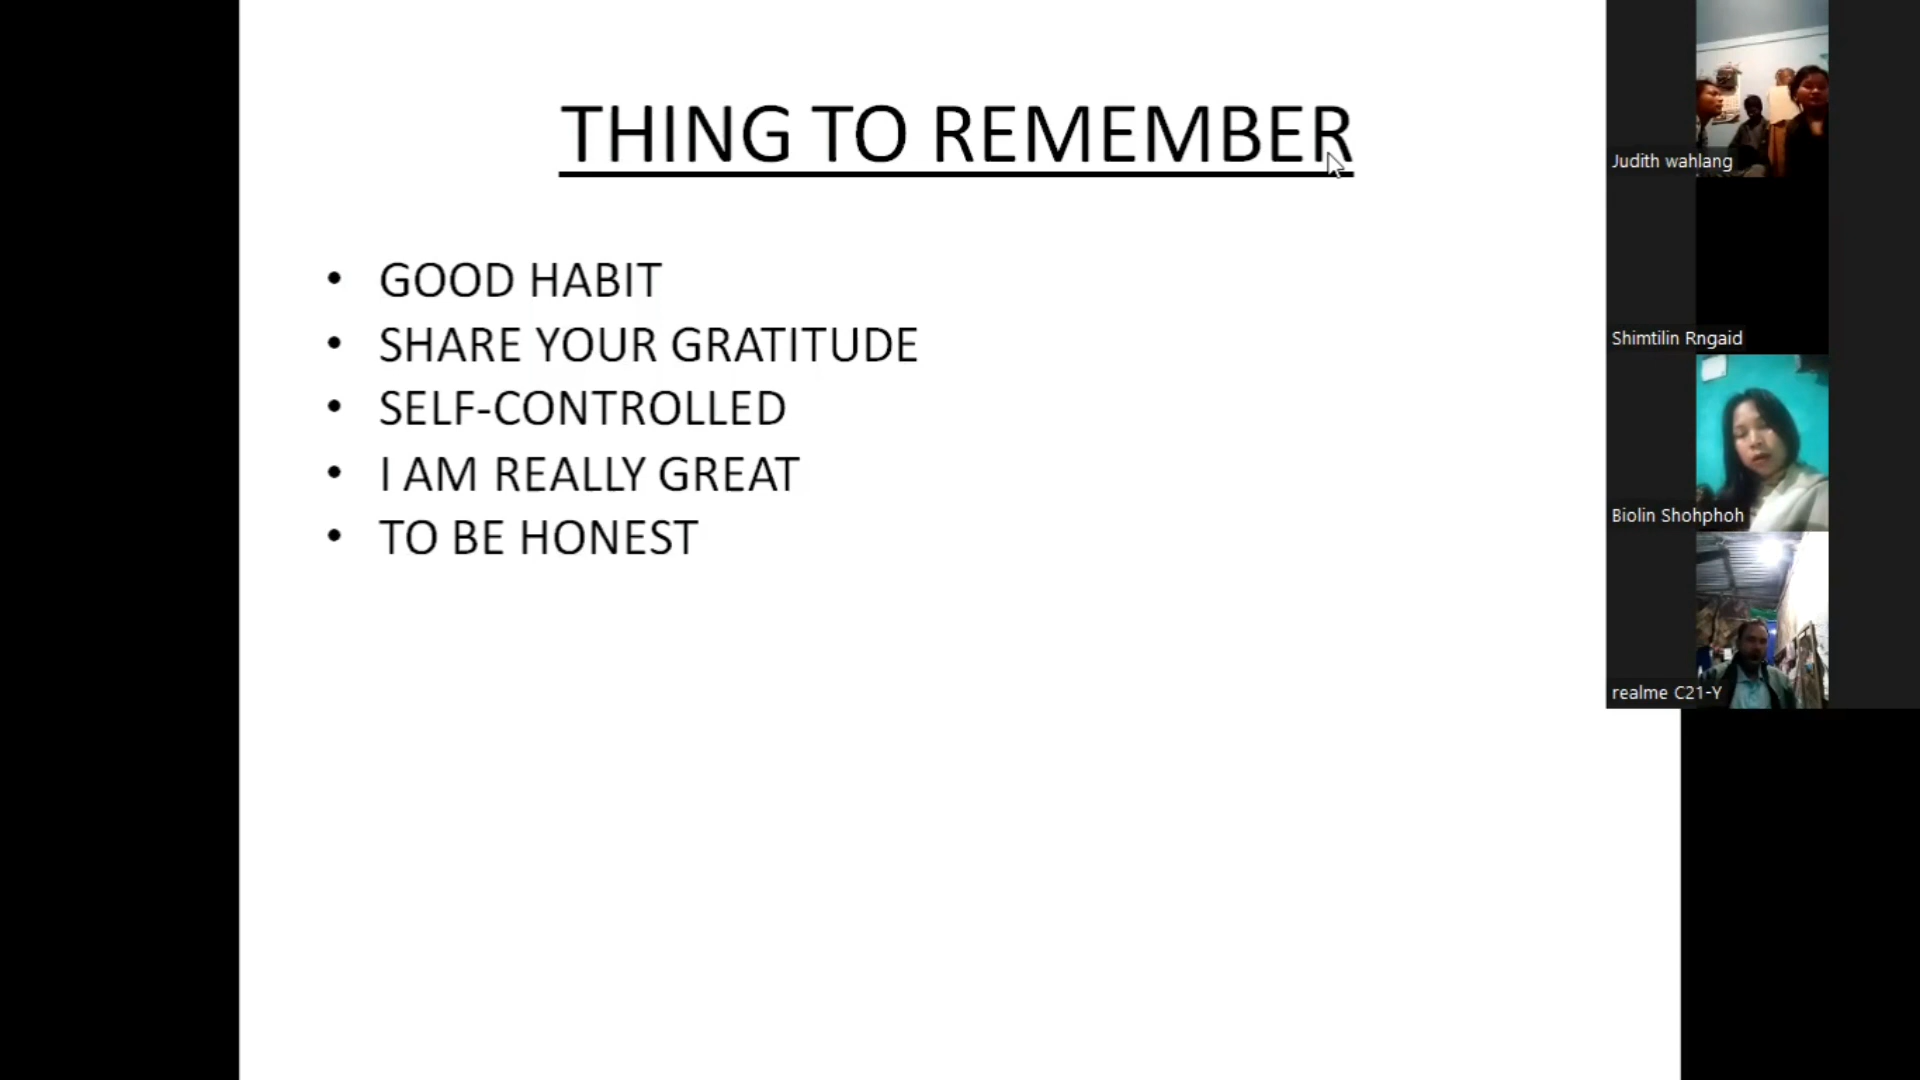 THING TO REMEMBER
• GOOD HABIT
• SHARE YOUR GRATITUDE
• SELF-CONTROLLED
• I AM REALLY GREAT
• TO BE HONEST
Judith wahlang
Shimtilin Rngaid
Biolin Shohphoh
realme C21-Y